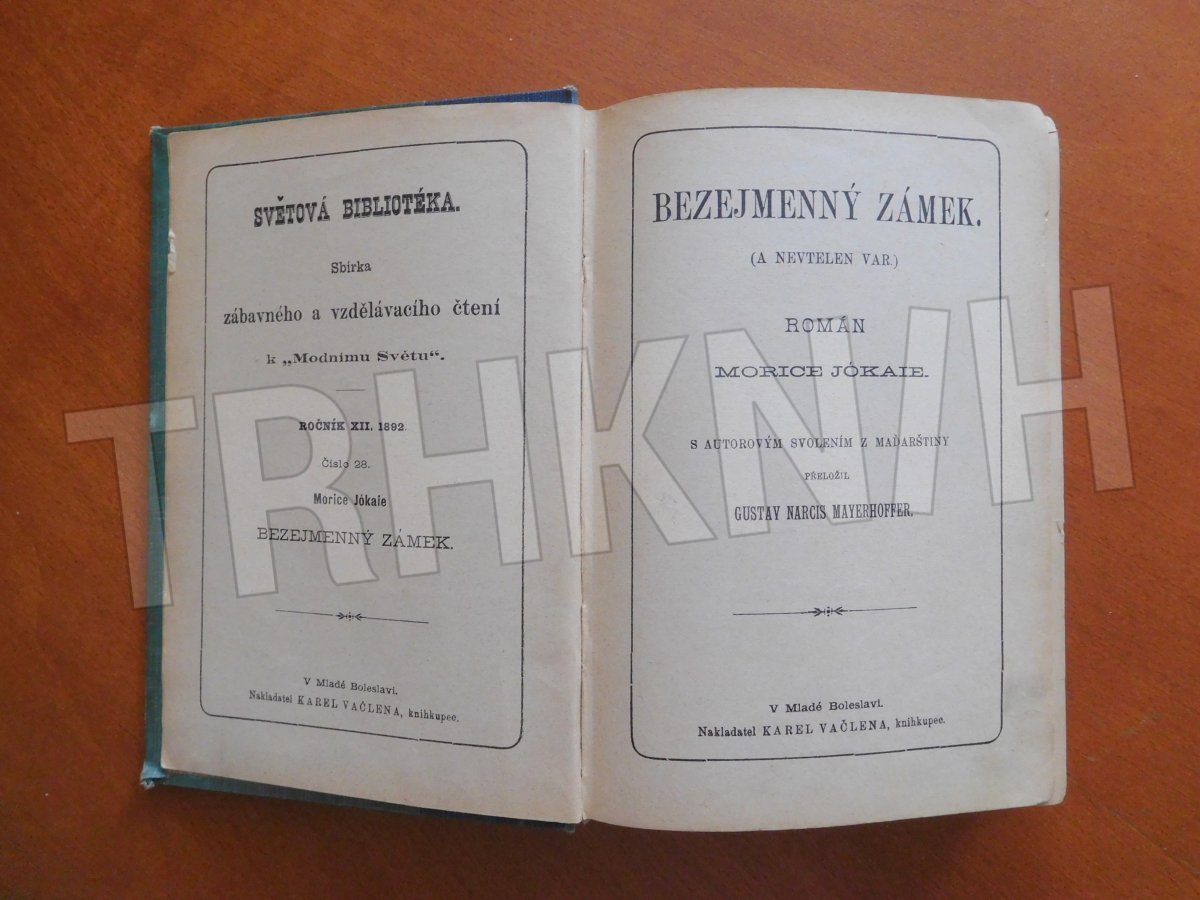 SVĚTOVÁ BIBLIOTÉKA.
Sbírka
zábavného a vzdělávacího čtení
k „Modnímu Světu“.
ROČNÍK XII. 1892.
Číslo 28.
Morice Jókaie
BEZEJMENNÝ ZÁMEK.
V Mladé Boleslavi.
Nakladatel KAREL VAČLENA, knihkupec.
BEZEJMENNÝ ZÁMEK.
(A NEVTELEN VAR.)
ROMÁN
MORICE JÓKAIE.
S AUTOROVÝM SVOLENÍM Z MAĎARŠTINY
PŘELOŽIL
GUSTAV NARCIS MAYERHOFFER.
V Mladé Boleslavi.
Nakladatel KAREL VAČLENA, knihkupec.
TRHKNIH